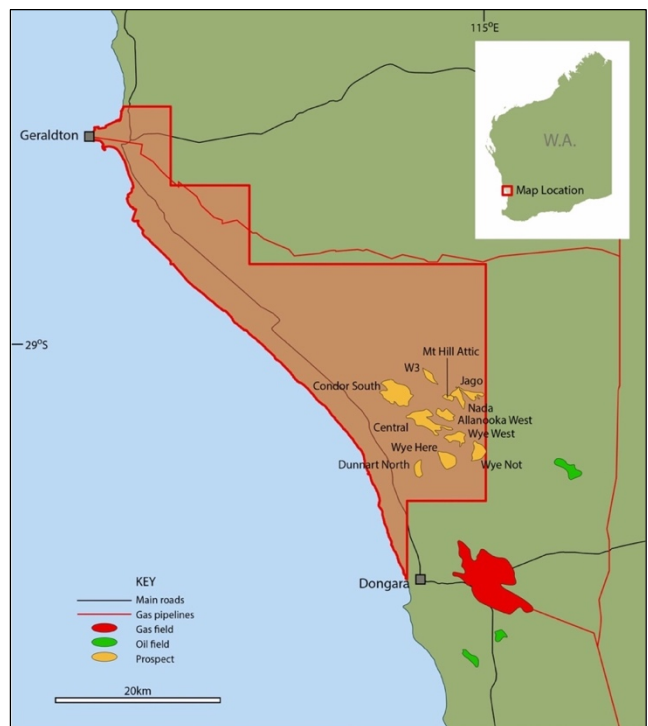 115°E
Geraldton
W.A.
Map Location
29°S
Mt Hill Attic
W3
Jago
Condor South
Nada
Allanooka West
Central
Wye West
Wye Here
Dunnart North
Wye Not
Dongara
KEY
Main roads
Gas pipelines
Gas field
Oil field
Prospect
20km